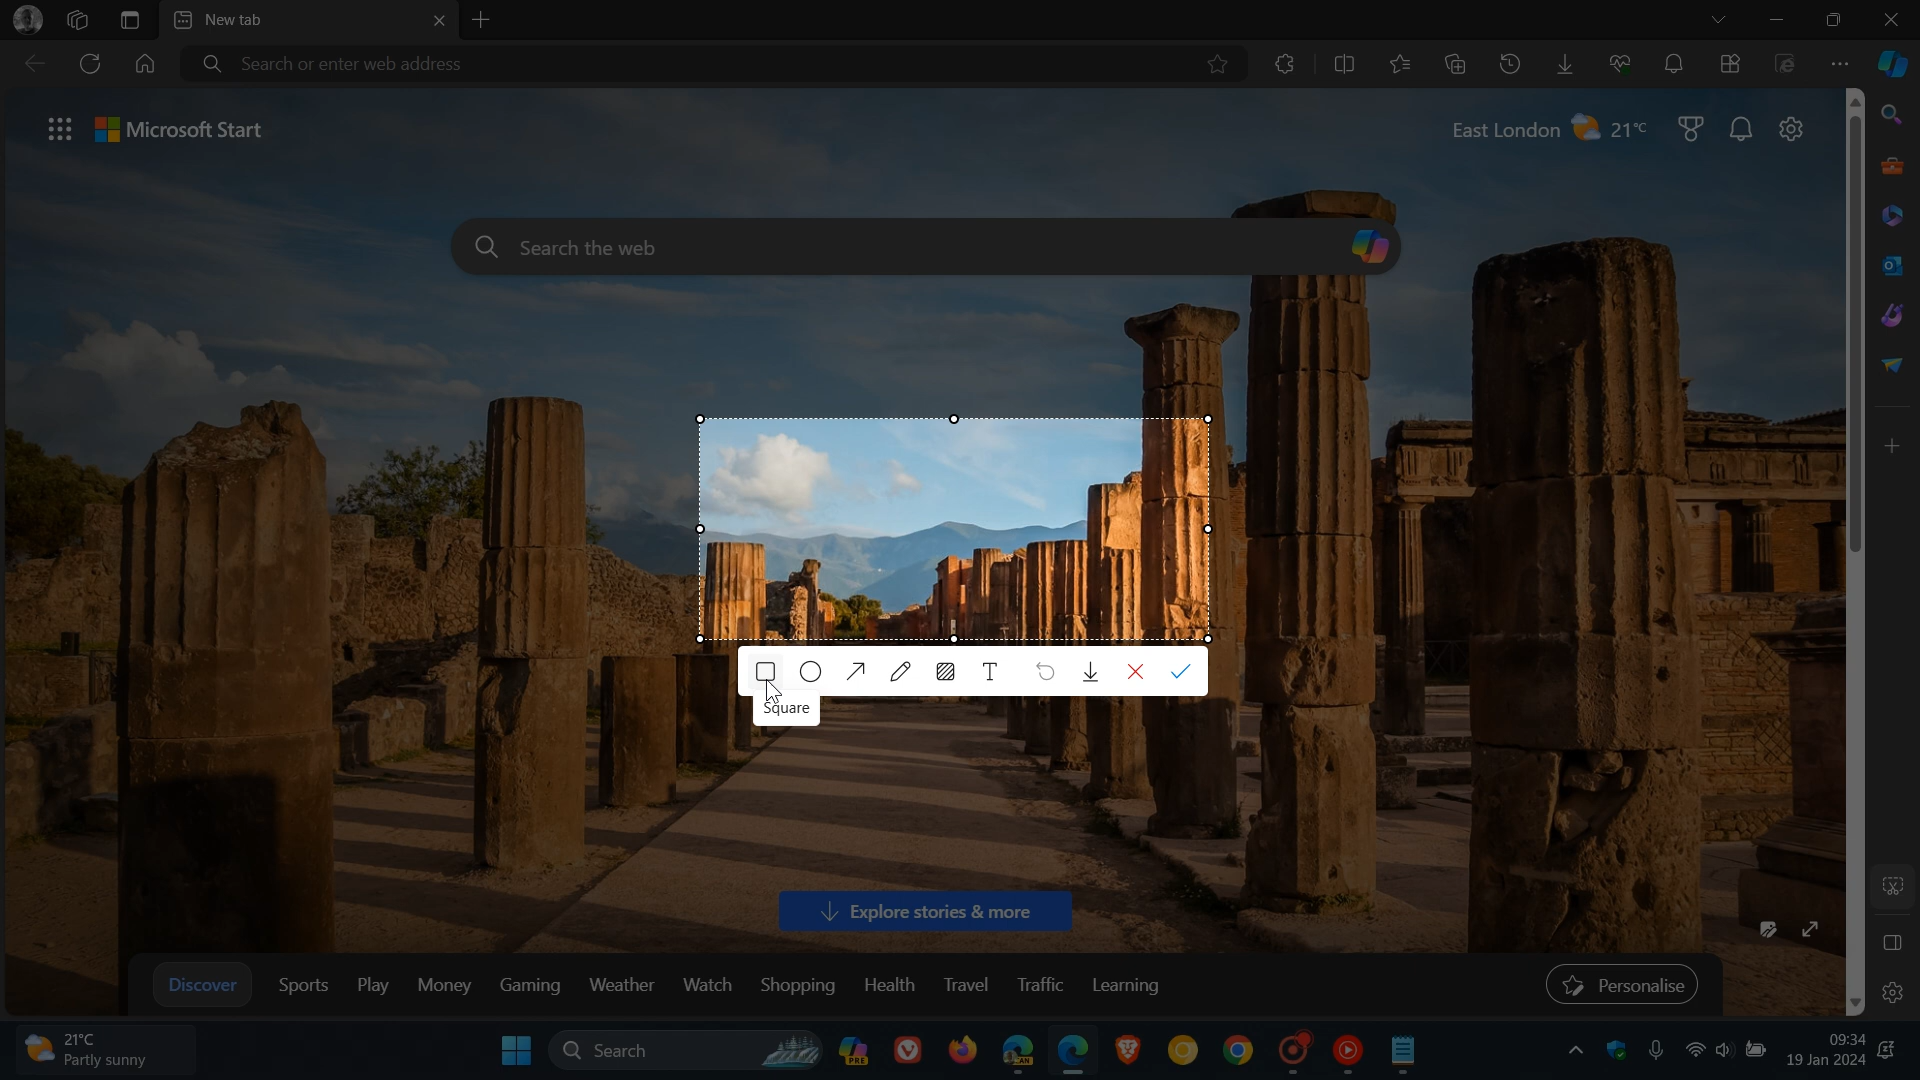 New tab
Search or enter web address
Microsoft Start
East London 21°C
Search the web
T
Square
Explore stories & more
Discover Sports Play Money Gaming Weather Watch Shopping Health Travel Traffic Learning Personalise
21°C
Partly sunny
Search
PRE
CAN
09:34
19 Jan 2024